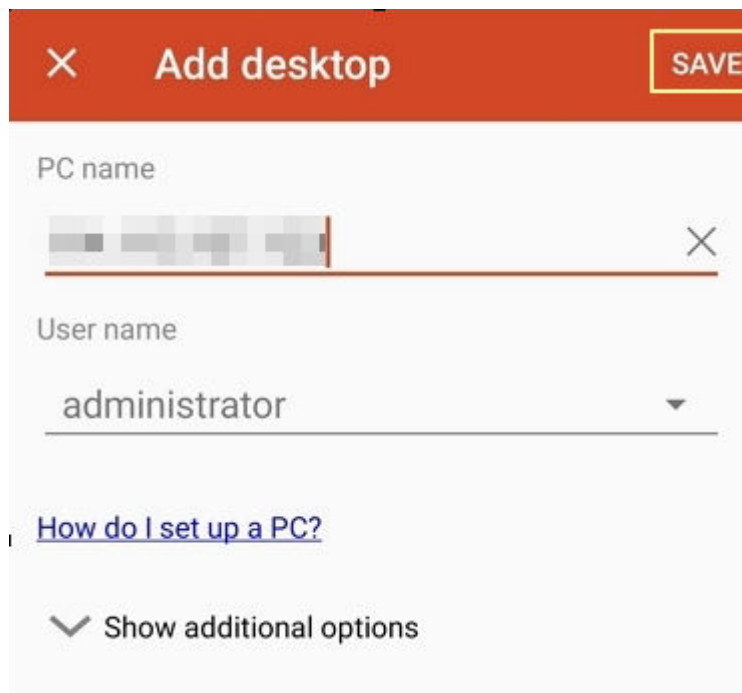 Add desktop SAVE
PC name
User name
administrator
How do I set up a PC?
Show additional options